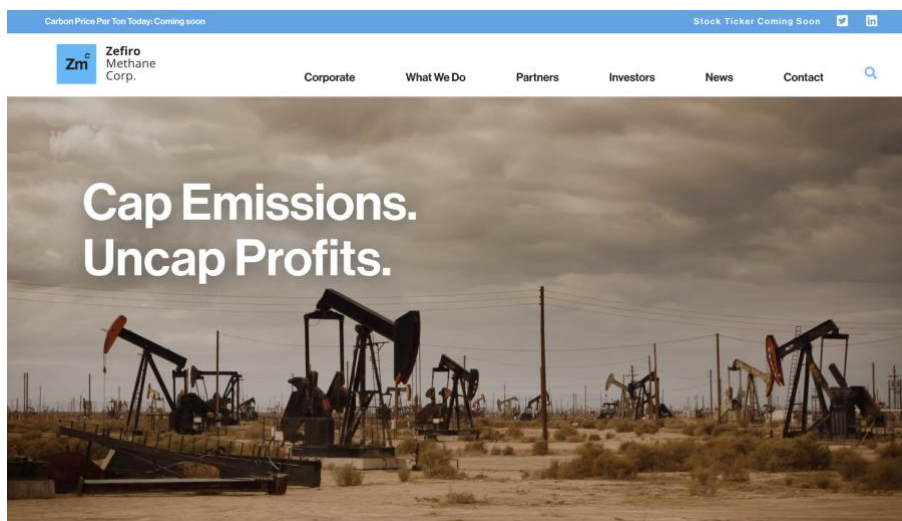 Carbon Price Per Ton Today: Coming soon
Stock Ticker Coming Soon
Zm c
Zefiro
Methane
Corp.
Corporate What We Do Partners Investors News Contact
Cap Emissions.
Uncap Profits.